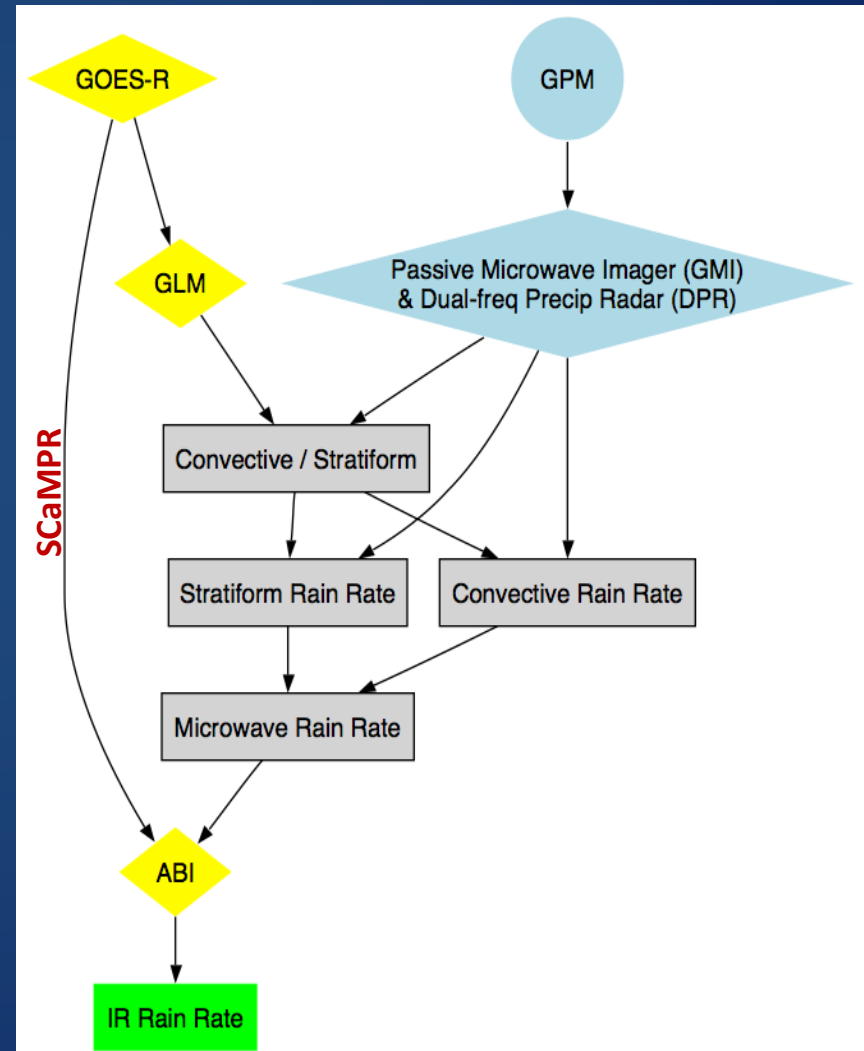 GOES-R
GPM
GLM
Passive Microwave Imager (GMI)
& Dual-freq Precip Radar (DPR)
Convective / Stratiform
SCaMPR
Stratiform Rain Rate
Convective Rain Rate
Microwave Rain Rate
ABI
IR Rain Rate